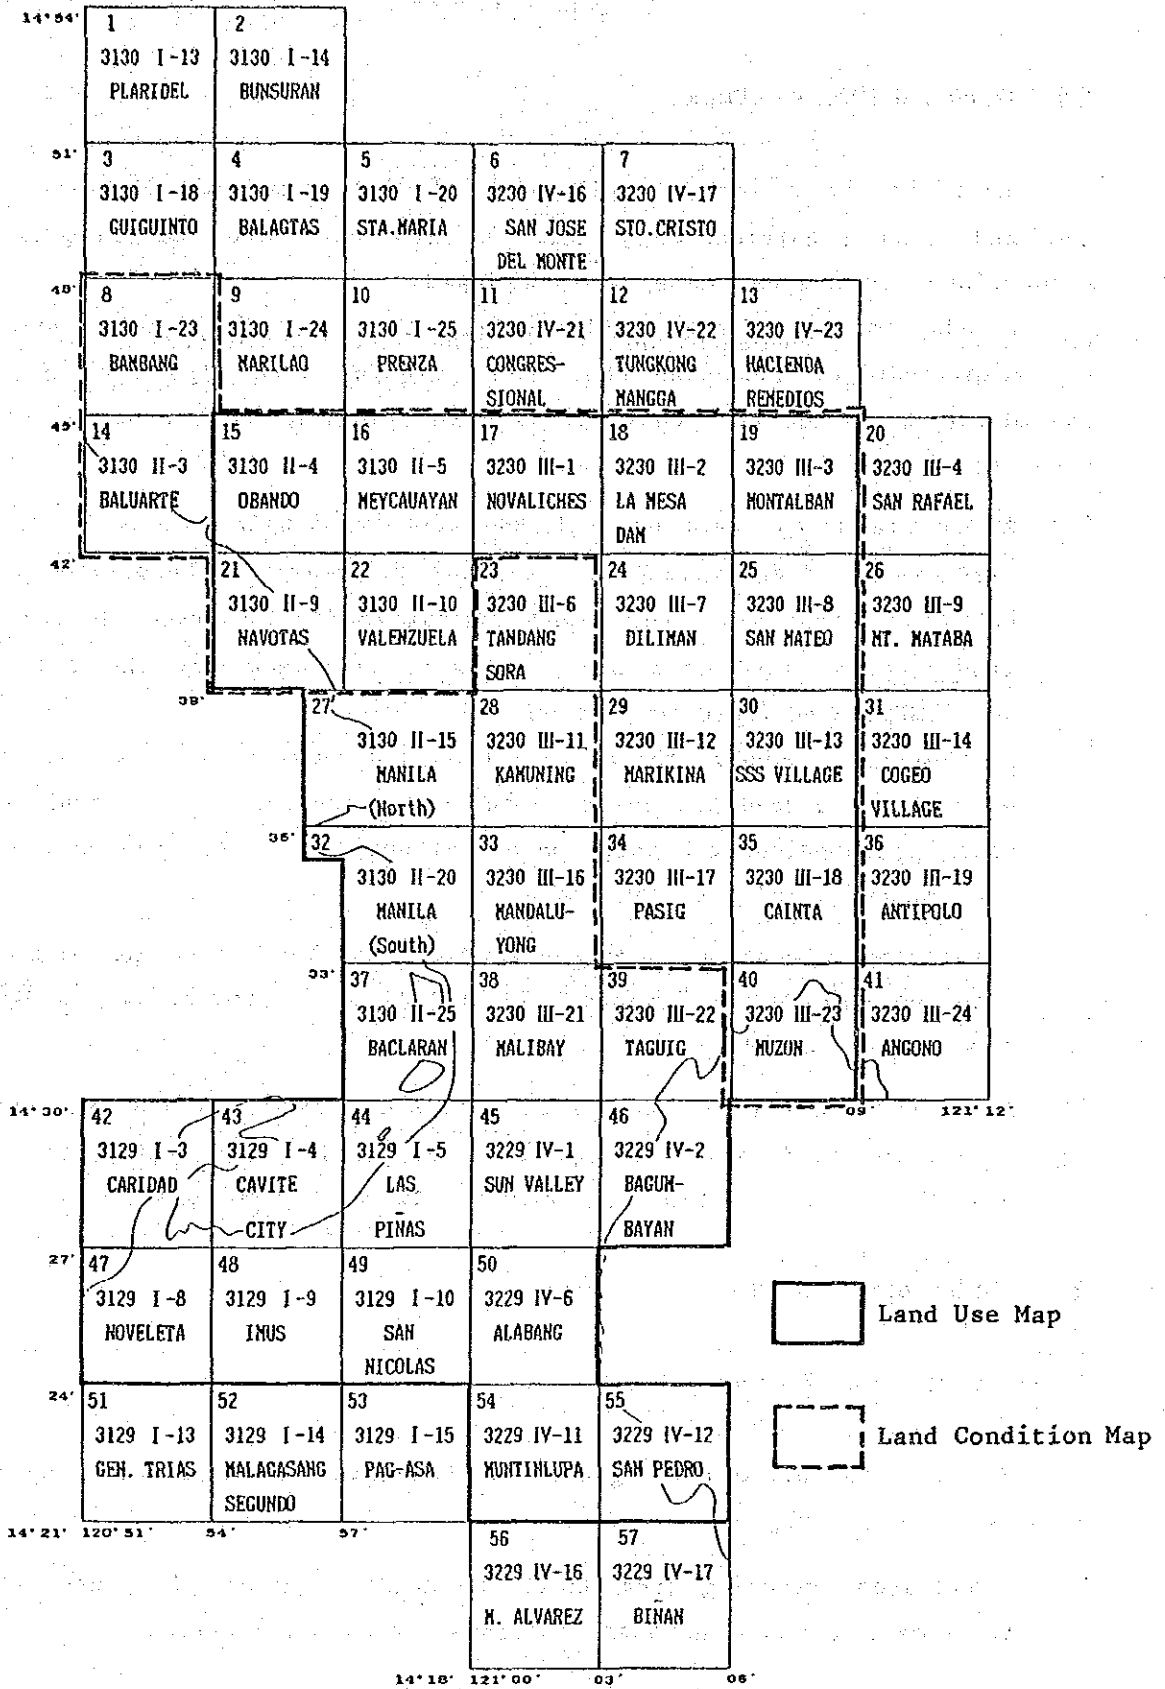 14°54'
1
2
3130 I-13
3130 I-14
PLARIDEL
BUNSURAN
51'
3
4
5
6
7
3130 I-18
3130 I-19
3130 I-20
3230 IV-16
3230 IV-17
GUIGUINTO
BALAGTAS
STA.MARIA
SAN JOSE
STO.CRISTO
DEL MONTE
48'
8
9
10
11
12
13
3130 I-23
3130 I-24
3130 I-25
3230 IV-21
3230 IV-22
3230 IV-23
BAMBANG
MARILAO
PRENZA
CONGRES-
TUNGKONG
HACIENDA
SIONAL
MANGGA
REMEDIOS
45'
14
15
16
17
18
19
20
3130 II-3
3130 II-4
3130 II-5
3230 III-1
3230 III-2
3230 III-3
3230 III-4
BALUARTE
OBANDO
MEYCAUAYAN
NOVALICHES
LA MESA
MONTALBAN
SAN RAFAEL
DAM
42'
21
22
23
24
25
26
3130 II-9
3130 II-10
3230 III-6
3230 III-7
3230 III-8
3230 III-9
NAVOTAS
VALENZUELA
TANDANG
DILIMAN
SAN MATEO
MT. MATABA
SORA
39'
27
28
29
30
31
3130 II-15
3230 III-11
3230 III-12
3230 III-13
3230 III-14
MANILA
KAMUNING
MARIKINA
SSS VILLAGE
COGEO
(North)
VILLAGE
36'
32
33
34
35
36
3130 II-20
3230 III-16
3230 III-17
3230 III-18
3230 III-19
MANILA
MANDALU-
PASIG
CAINTA
ANTIPOLO
(South)
YONG
33'
37
38
39
40
41
3130 II-25
3230 III-21
3230 III-22
3230 III-23
3230 III-24
BACLARAN
MALIBAY
TAGUIG
MUZON
ANGONO
14°30'
09'
121°12'
42
43
44
45
46
3129 I-3
3129 I-4
3129 I-5
3229 IV-1
3229 IV-2
CARIDAD
CAVITE
LAS
SUN VALLEY
BAGUM-
CITY
PIÑAS
BAYAN
27'
47
48
49
50
3129 I-8
3129 I-9
3129 I-10
3229 IV-6
NOVELETA
IMUS
SAN
ALABANG
NICOLAS
Land Use Map
24'
51
52
53
54
55
3129 I-13
3129 I-14
3129 I-15
3229 IV-11
3229 IV-12
GEN. TRIAS
MALAGASANG
PAG-ASA
MUNTINLUPA
SAN PEDRO
SEGUNDO
Land Condition Map
14°21'
120°51'
54'
57'
56
57
3229 IV-16
3229 IV-17
M. ALVAREZ
BIÑAN
14°18'
121°00'
03'
06'